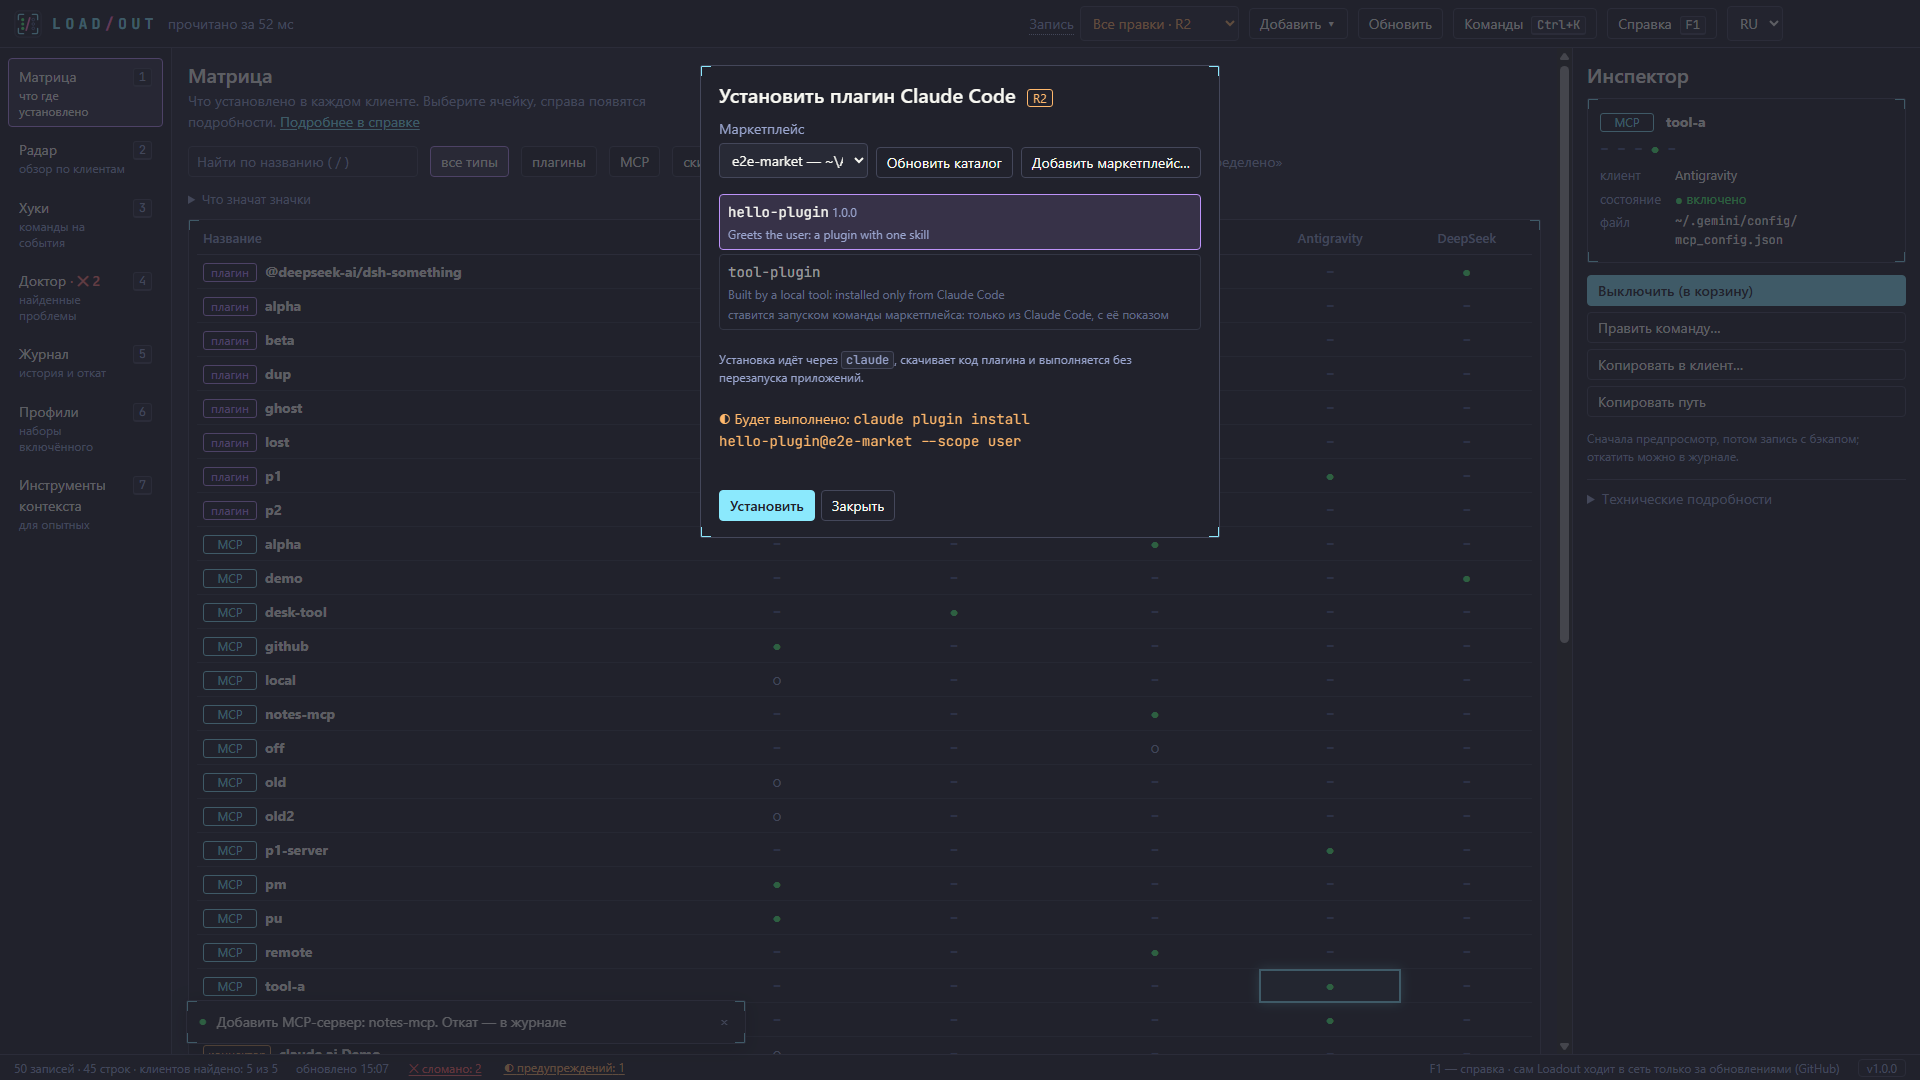 LOAD/OUT
прочитано за 52 мс
Запись
Все правки · R2
Добавить ▾
Обновить
Команды Ctrl+K
Справка F1
RU
Матрица 1
что где
установлено
Радар 2
обзор по клиентам
Хуки 3
команды на
события
Доктор · ✕ 2 4
найденные
проблемы
Журнал 5
история и откат
Профили 6
наборы
включённого
Инструменты 7
контекста
для опытных
Матрица
Что установлено в каждом клиенте. Выберите ячейку, справа появятся
подробности. Подробнее в справке
Найти по названию ( / )
все типы
плагины
MCP
ски
ределено»
▶ Что значат значки
Название
Antigravity
DeepSeek
плагин @deepseek-ai/dsh-something
плагин alpha
плагин beta
плагин dup
плагин ghost
плагин lost
плагин p1
плагин p2
MCP alpha
MCP demo
MCP desk-tool
MCP github
MCP local
MCP notes-mcp
MCP off
MCP old
MCP old2
MCP p1-server
MCP pm
MCP pu
MCP remote
MCP tool-a
Установить плагин Claude Code R2
Маркетплейс
e2e-market — ~\/
Обновить каталог
Добавить маркетплейс...
hello-plugin 1.0.0
Greets the user: a plugin with one skill
tool-plugin
Built by a local tool: installed only from Claude Code
ставится запуском команды маркетплейса: только из Claude Code, с её показом
Установка идёт через claude, скачивает код плагина и выполняется без
перезапуска приложений.
◐ Будет выполнено: claude plugin install
hello-plugin@e2e-market --scope user
Установить
Закрыть
Инспектор
MCP tool-a
клиент Antigravity
состояние ● включено
файл ~/.gemini/config/
mcp_config.json
Выключить (в корзину)
Править команду...
Копировать в клиент...
Копировать путь
Сначала предпросмотр, потом запись с бэкапом;
откатить можно в журнале.
▶ Технические подробности
● Добавить MCP-сервер: notes-mcp. Откат — в журнале ×
claude.ai Demo
50 записей · 45 строк · клиентов найдено: 5 из 5
обновлено 15:07
✕ сломано: 2
◐ предупреждений: 1
F1 — справка · сам Loadout ходит в сеть только за обновлениями (GitHub)
v1.0.0